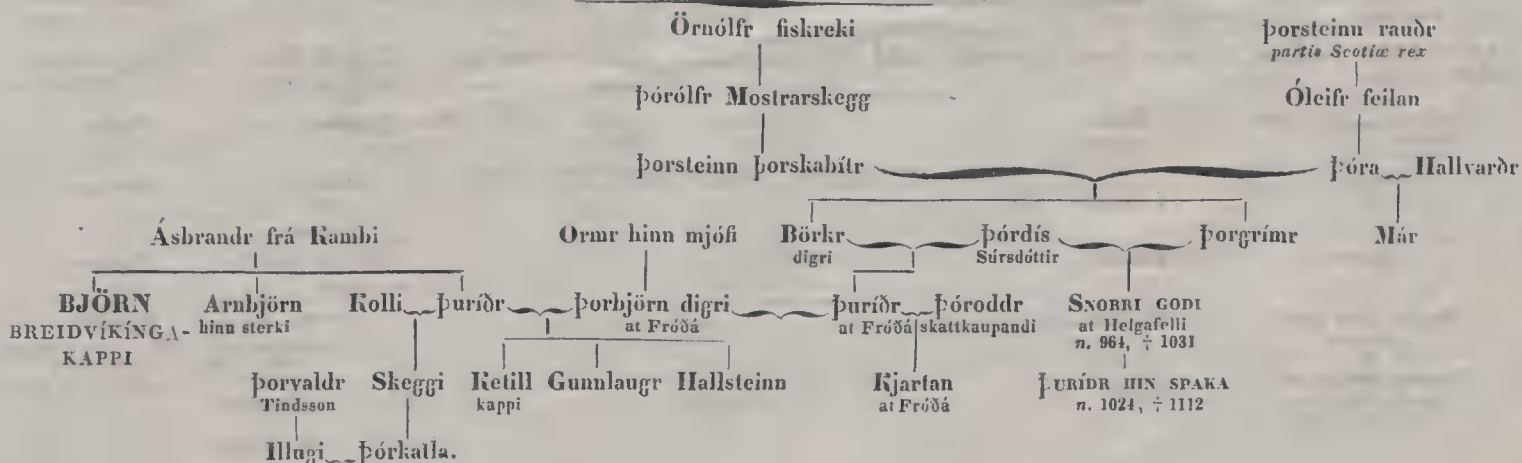 Örnólfr fiskreki
Þorsteinn rauðr
partis Scotiæ rex
Þórólfr Mostrarskegg
Óleifr feilan
Þorsteinn Þorskabítr Þóra Hallvarðr
Ásbrandr frá Kambi Ormr hinn mjófi Börkr Þórdís Þorgrímr Már
digri Súrsdóttir
BJÖRN Arnbjörn Kolli Þuríðr Þorbjörn digri Þuríðr Þóroddr SNORRI GODI
BREIDVÍKÍNGA- hinn sterki at Fróðá at Fróðá skattkaupandi at Helgafelli
KAPPI n. 964, † 1031
Þorvaldr Skeggi Ketill Gunnlaugr Hallsteinn Kjartan ÞURÍDR HIN SPAKA
Tindsson kappi at Fróðá n. 1024, † 1112
Illugi Þórkatla.